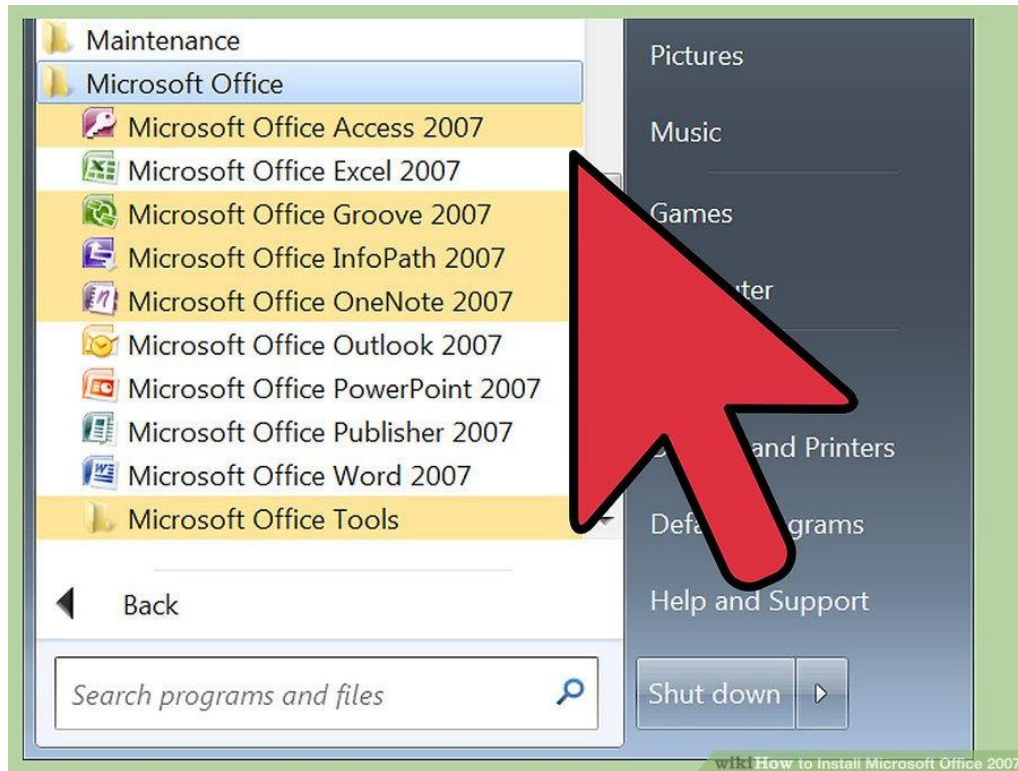 Maintenance
Microsoft Office
Microsoft Office Access 2007
Microsoft Office Excel 2007
Microsoft Office Groove 2007
Microsoft Office InfoPath 2007
Microsoft Office OneNote 2007
Microsoft Office Outlook 2007
Microsoft Office PowerPoint 2007
Microsoft Office Publisher 2007
Microsoft Office Word 2007
Microsoft Office Tools
Back
Search programs and files
Pictures
Music
Games
and Printers
Help and Support
Shut down
wikiHow to Install Microsoft Office 2007